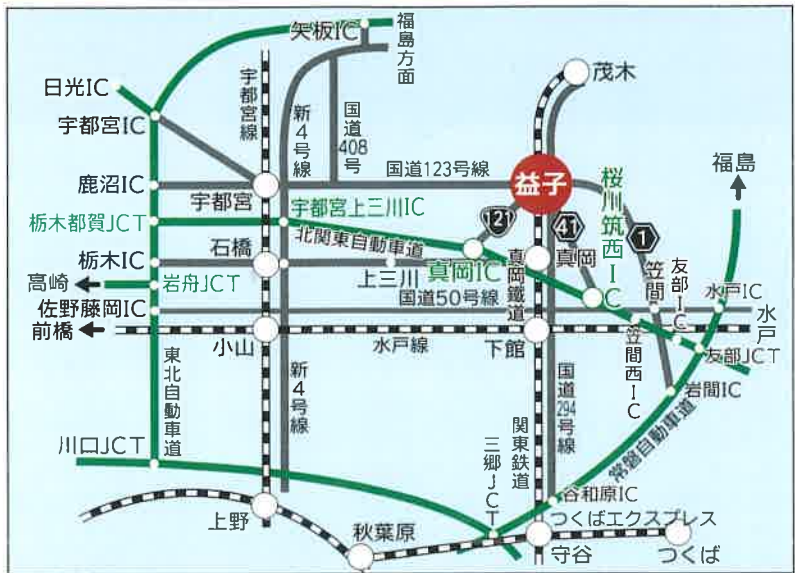 矢板IC
福島方面
日光IC
宇都宮線
新4号線
国道408号
茂木
宇都宮IC
福島
鹿沼IC
宇都宮
国道123号線
益子
桜川筑西IC
栃木都賀JCT
宇都宮上三川IC
121
41
1
北関東自動車道
栃木IC
石橋
上三川
真岡IC
真岡鐵道
真岡
笠間
友部IC
高崎
岩舟JCT
国道50号線
水戸IC
佐野藤岡IC
水戸
前橋
小山
水戸線
下館
笠間西IC
友部JCT
東北自動車道
新4号線
国道294号線
岩間IC
関東鉄道
常磐自動車道
川口JCT
三郷JCT
谷和原IC
つくばエクスプレス
上野
秋葉原
守谷
つくば